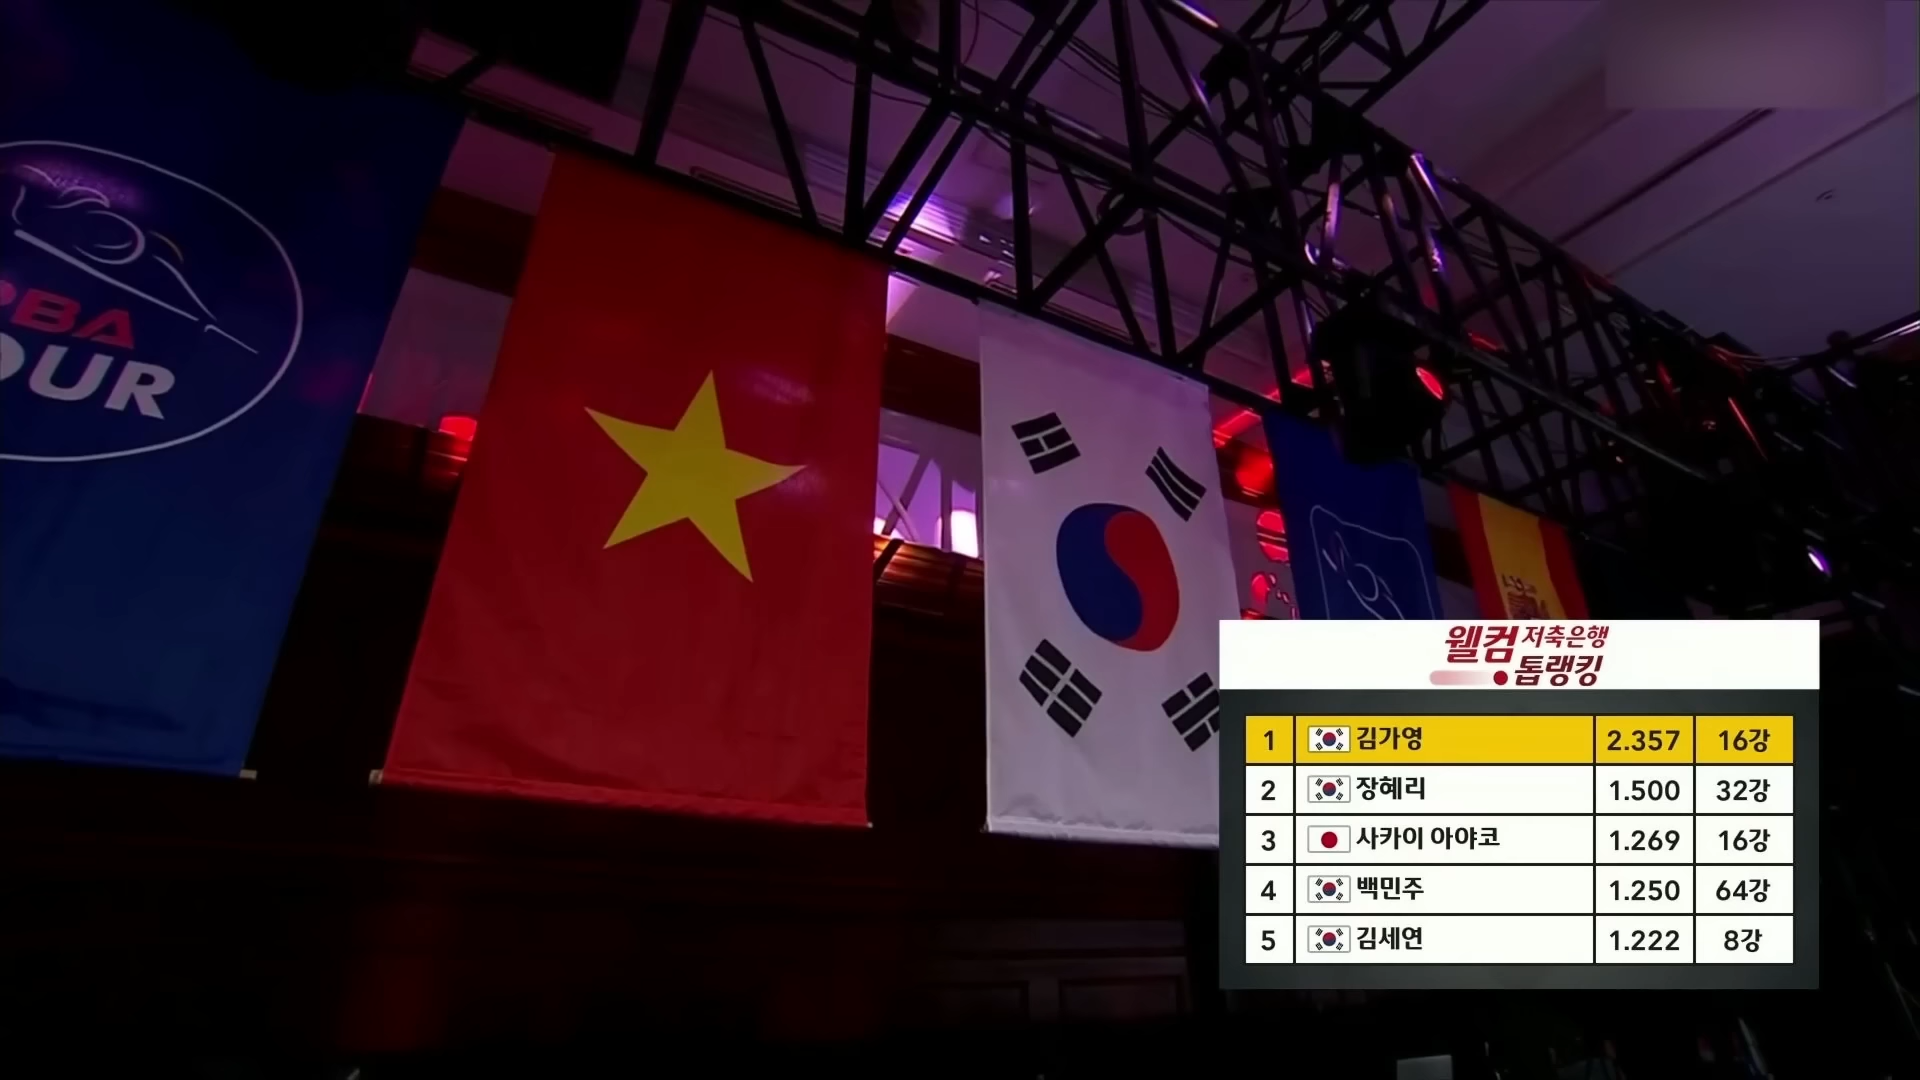 PBA
TOUR
웰컴 저축은행
톱랭킹
1 김가영 2.357 16강
2 장혜리 1.500 32강
3 사카이 아야코 1.269 16강
4 백민주 1.250 64강
5 김세연 1.222 8강